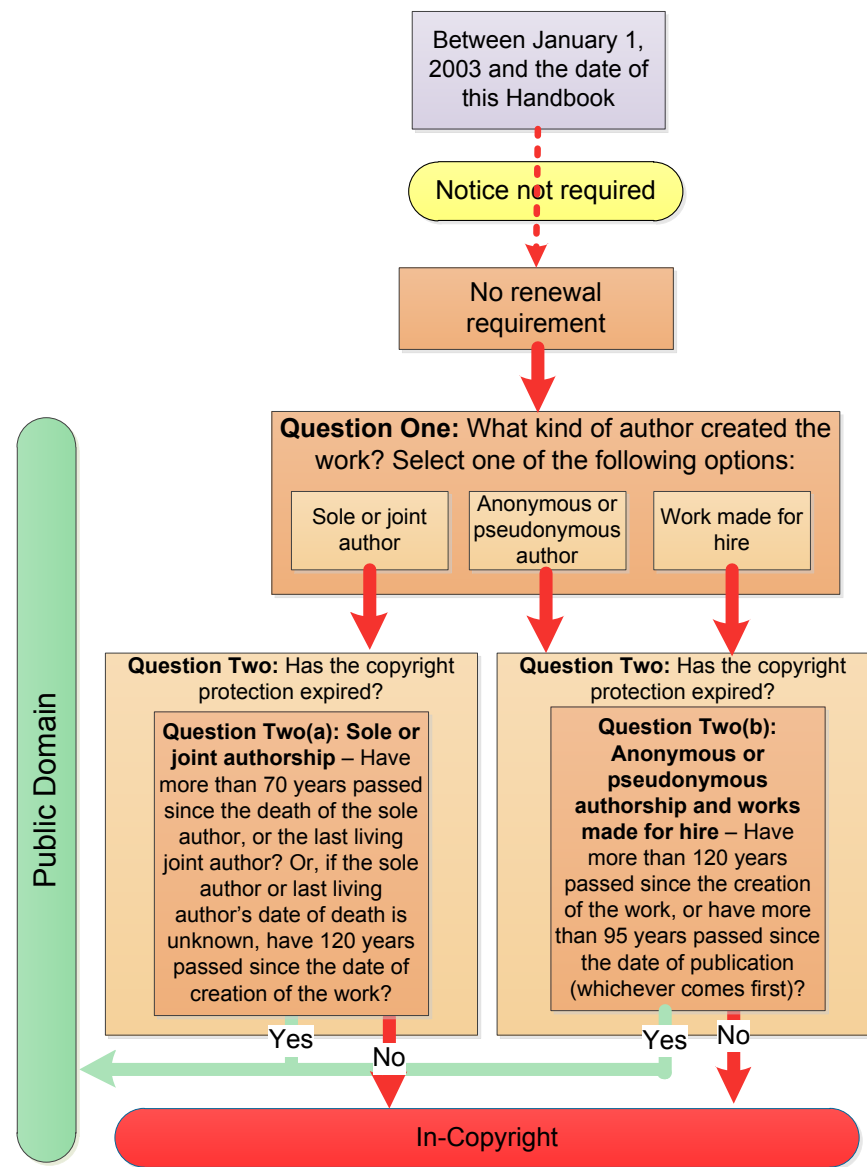 Between January 1,
2003 and the date of
this Handbook
Notice not required
No renewal
requirement
Question One: What kind of author created the
work? Select one of the following options:
Sole or joint
author
Anonymous or
pseudonymous
author
Work made for
hire
Public Domain
Question Two: Has the copyright
protection expired?
Question Two(a): Sole or
joint authorship – Have
more than 70 years passed
since the death of the sole
author, or the last living
joint author? Or, if the sole
author or last living
author's date of death is
unknown, have 120 years
passed since the date of
creation of the work?
Yes
No
Question Two: Has the copyright
protection expired?
Question Two(b):
Anonymous or
pseudonymous
authorship and works
made for hire – Have
more than 120 years
passed since the creation
of the work, or have more
than 95 years passed since
the date of publication
(whichever comes first)?
Yes
No
In-Copyright